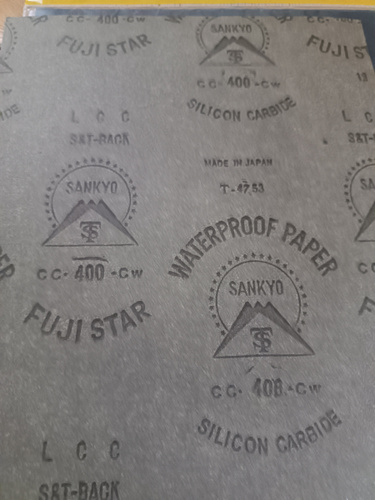 CC- 400 -CW
FUJI STAR
SANKYO
CC- 400 -CW
SILICON CARBIDE
FUJI S
L C C
S&T-BACK
MADE IN JAPAN
SANKYO
WATERPROOF PAPER
CC- 400 -CW
FUJI STAR
SANKYO
CC- 400 -CW
SILICON CARBIDE
L C C
S&T-BACK